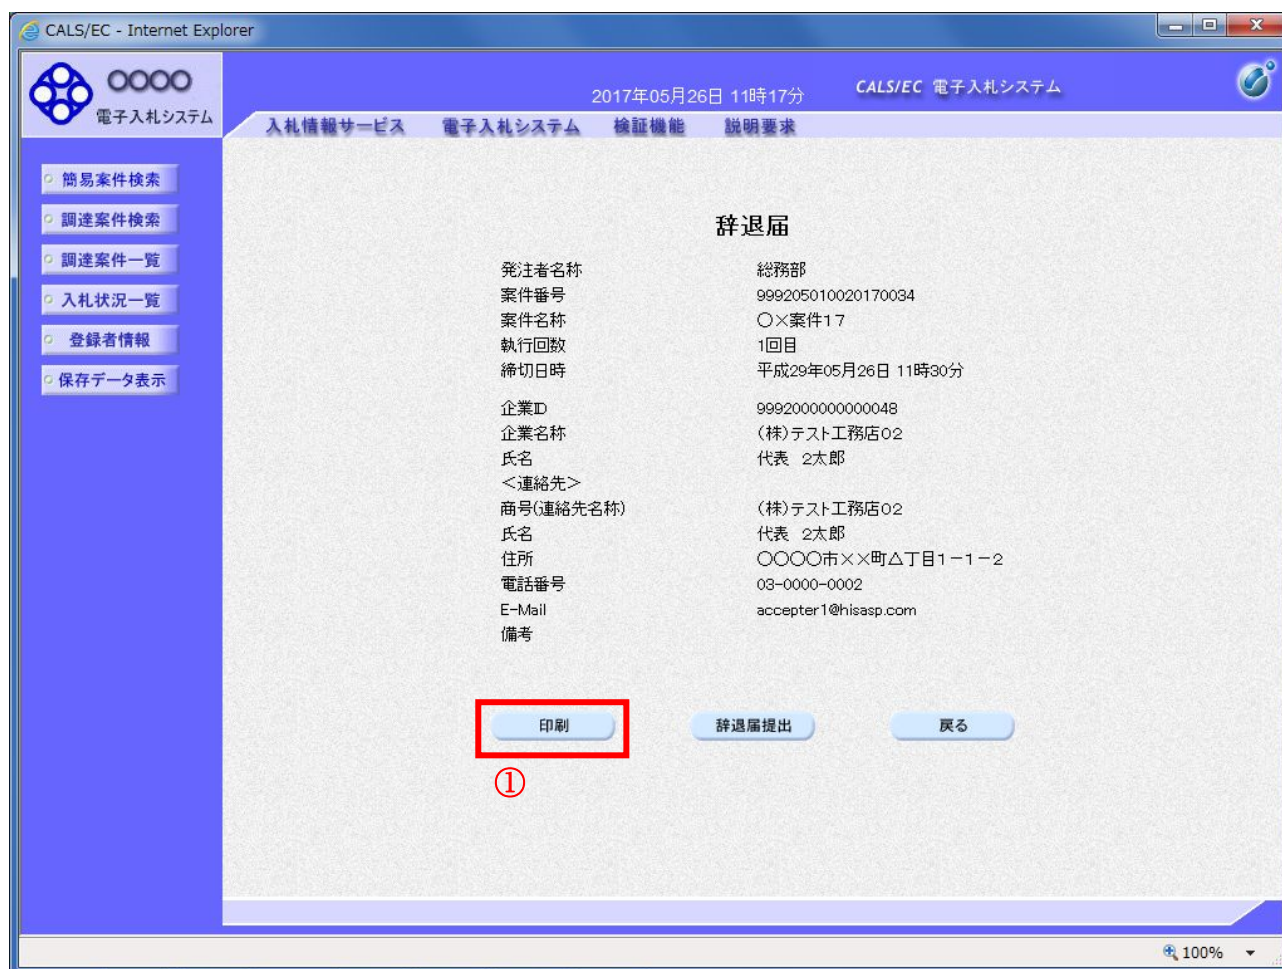 CALS/EC - Internet Explorer
〇〇〇〇
電子入札システム
2017年05月26日 11時17分
CALS/EC 電子入札システム
入札情報サービス 電子入札システム 検証機能 説明要求
簡易案件検索
調達案件検索
調達案件一覧
入札状況一覧
登録者情報
保存データ表示
辞退届
発注者名称 総務部
案件番号 999205010020170034
案件名称 〇×案件17
執行回数 1回目
締切日時 平成29年05月26日 11時30分
企業ID 9992000000000048
企業名称 (株)テスト工務店02
氏名 代表 2太郎
<連絡先>
商号(連絡先名称) (株)テスト工務店02
氏名 代表 2太郎
住所 〇〇〇〇市××町△丁目1-1-2
電話番号 03-0000-0002
E-Mail accepter1@hisasp.com
備考
印刷 辞退届提出 戻る
①
100%